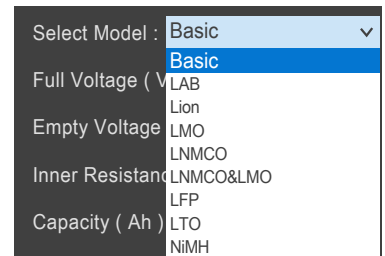 Select Model : Basic
Basic
Full Voltage ( V
LAB
Lion
Empty Voltage
LMO
LNMCO
Inner Resistanc
LNMCO&LMO
LFP
Capacity ( Ah )
LTO
NiMH